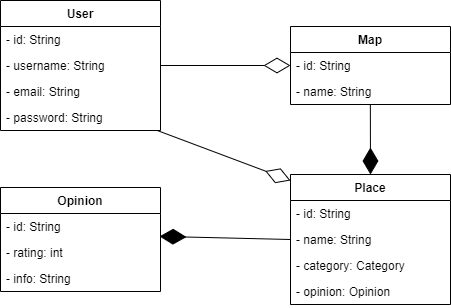 User
- id: String
- username: String
- email: String
- password: String
Map
- id: String
- name: String
Opinion
- id: String
- rating: int
- info: String
Place
- id: String
- name: String
- category: Category
- opinion: Opinion